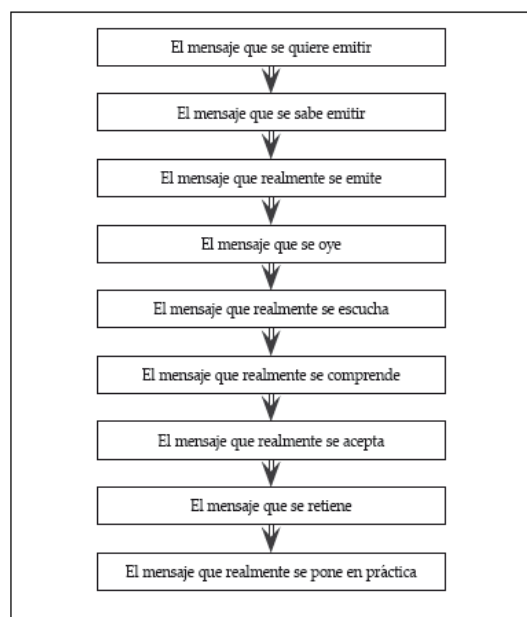 El mensaje que se quiere emitir
El mensaje que se sabe emitir
El mensaje que realmente se emite
El mensaje que se oye
El mensaje que realmente se escucha
El mensaje que realmente se comprende
El mensaje que realmente se acepta
El mensaje que se retiene
El mensaje que realmente se pone en práctica